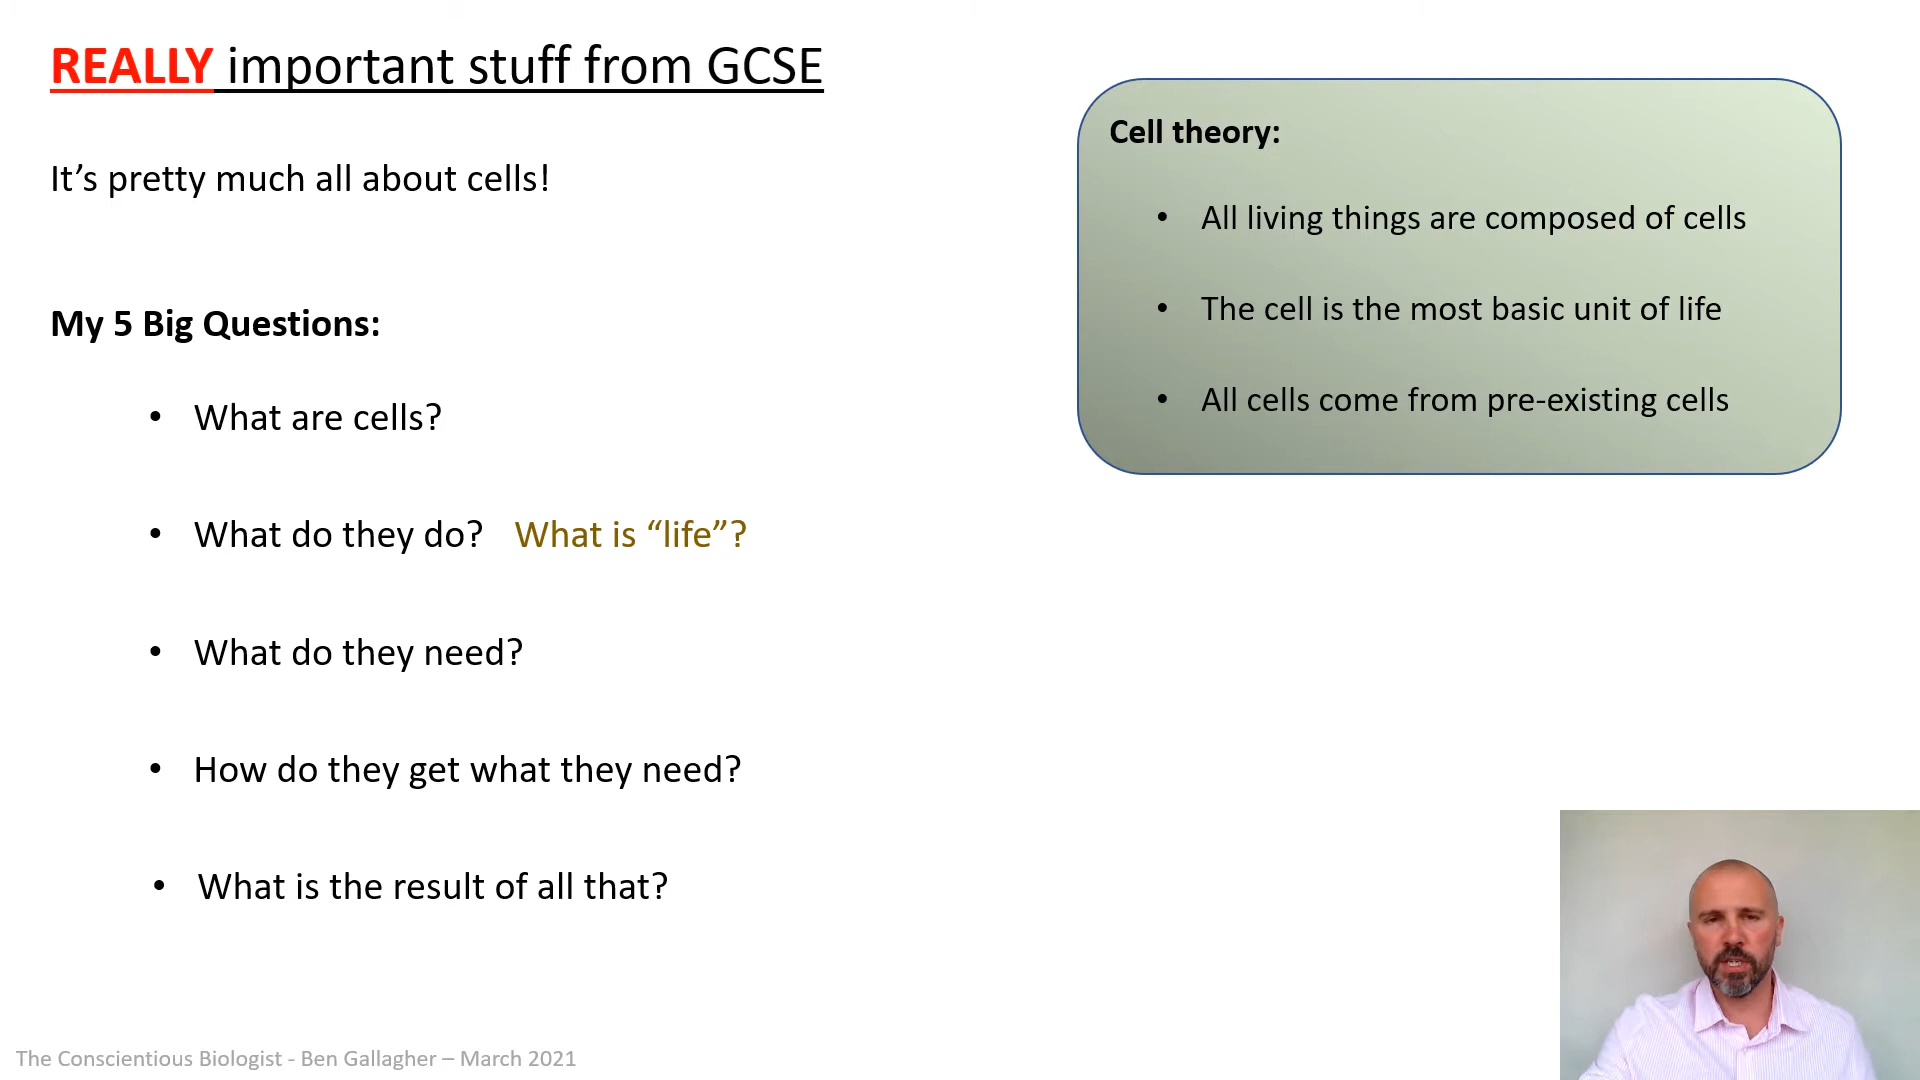 REALLY important stuff from GCSE
It’s pretty much all about cells!
My 5 Big Questions:
• What are cells?
• What do they do? What is “life”?
• What do they need?
• How do they get what they need?
• What is the result of all that?
Cell theory:
• All living things are composed of cells
• The cell is the most basic unit of life
• All cells come from pre-existing cells
The Conscientious Biologist - Ben Gallagher – March 2021